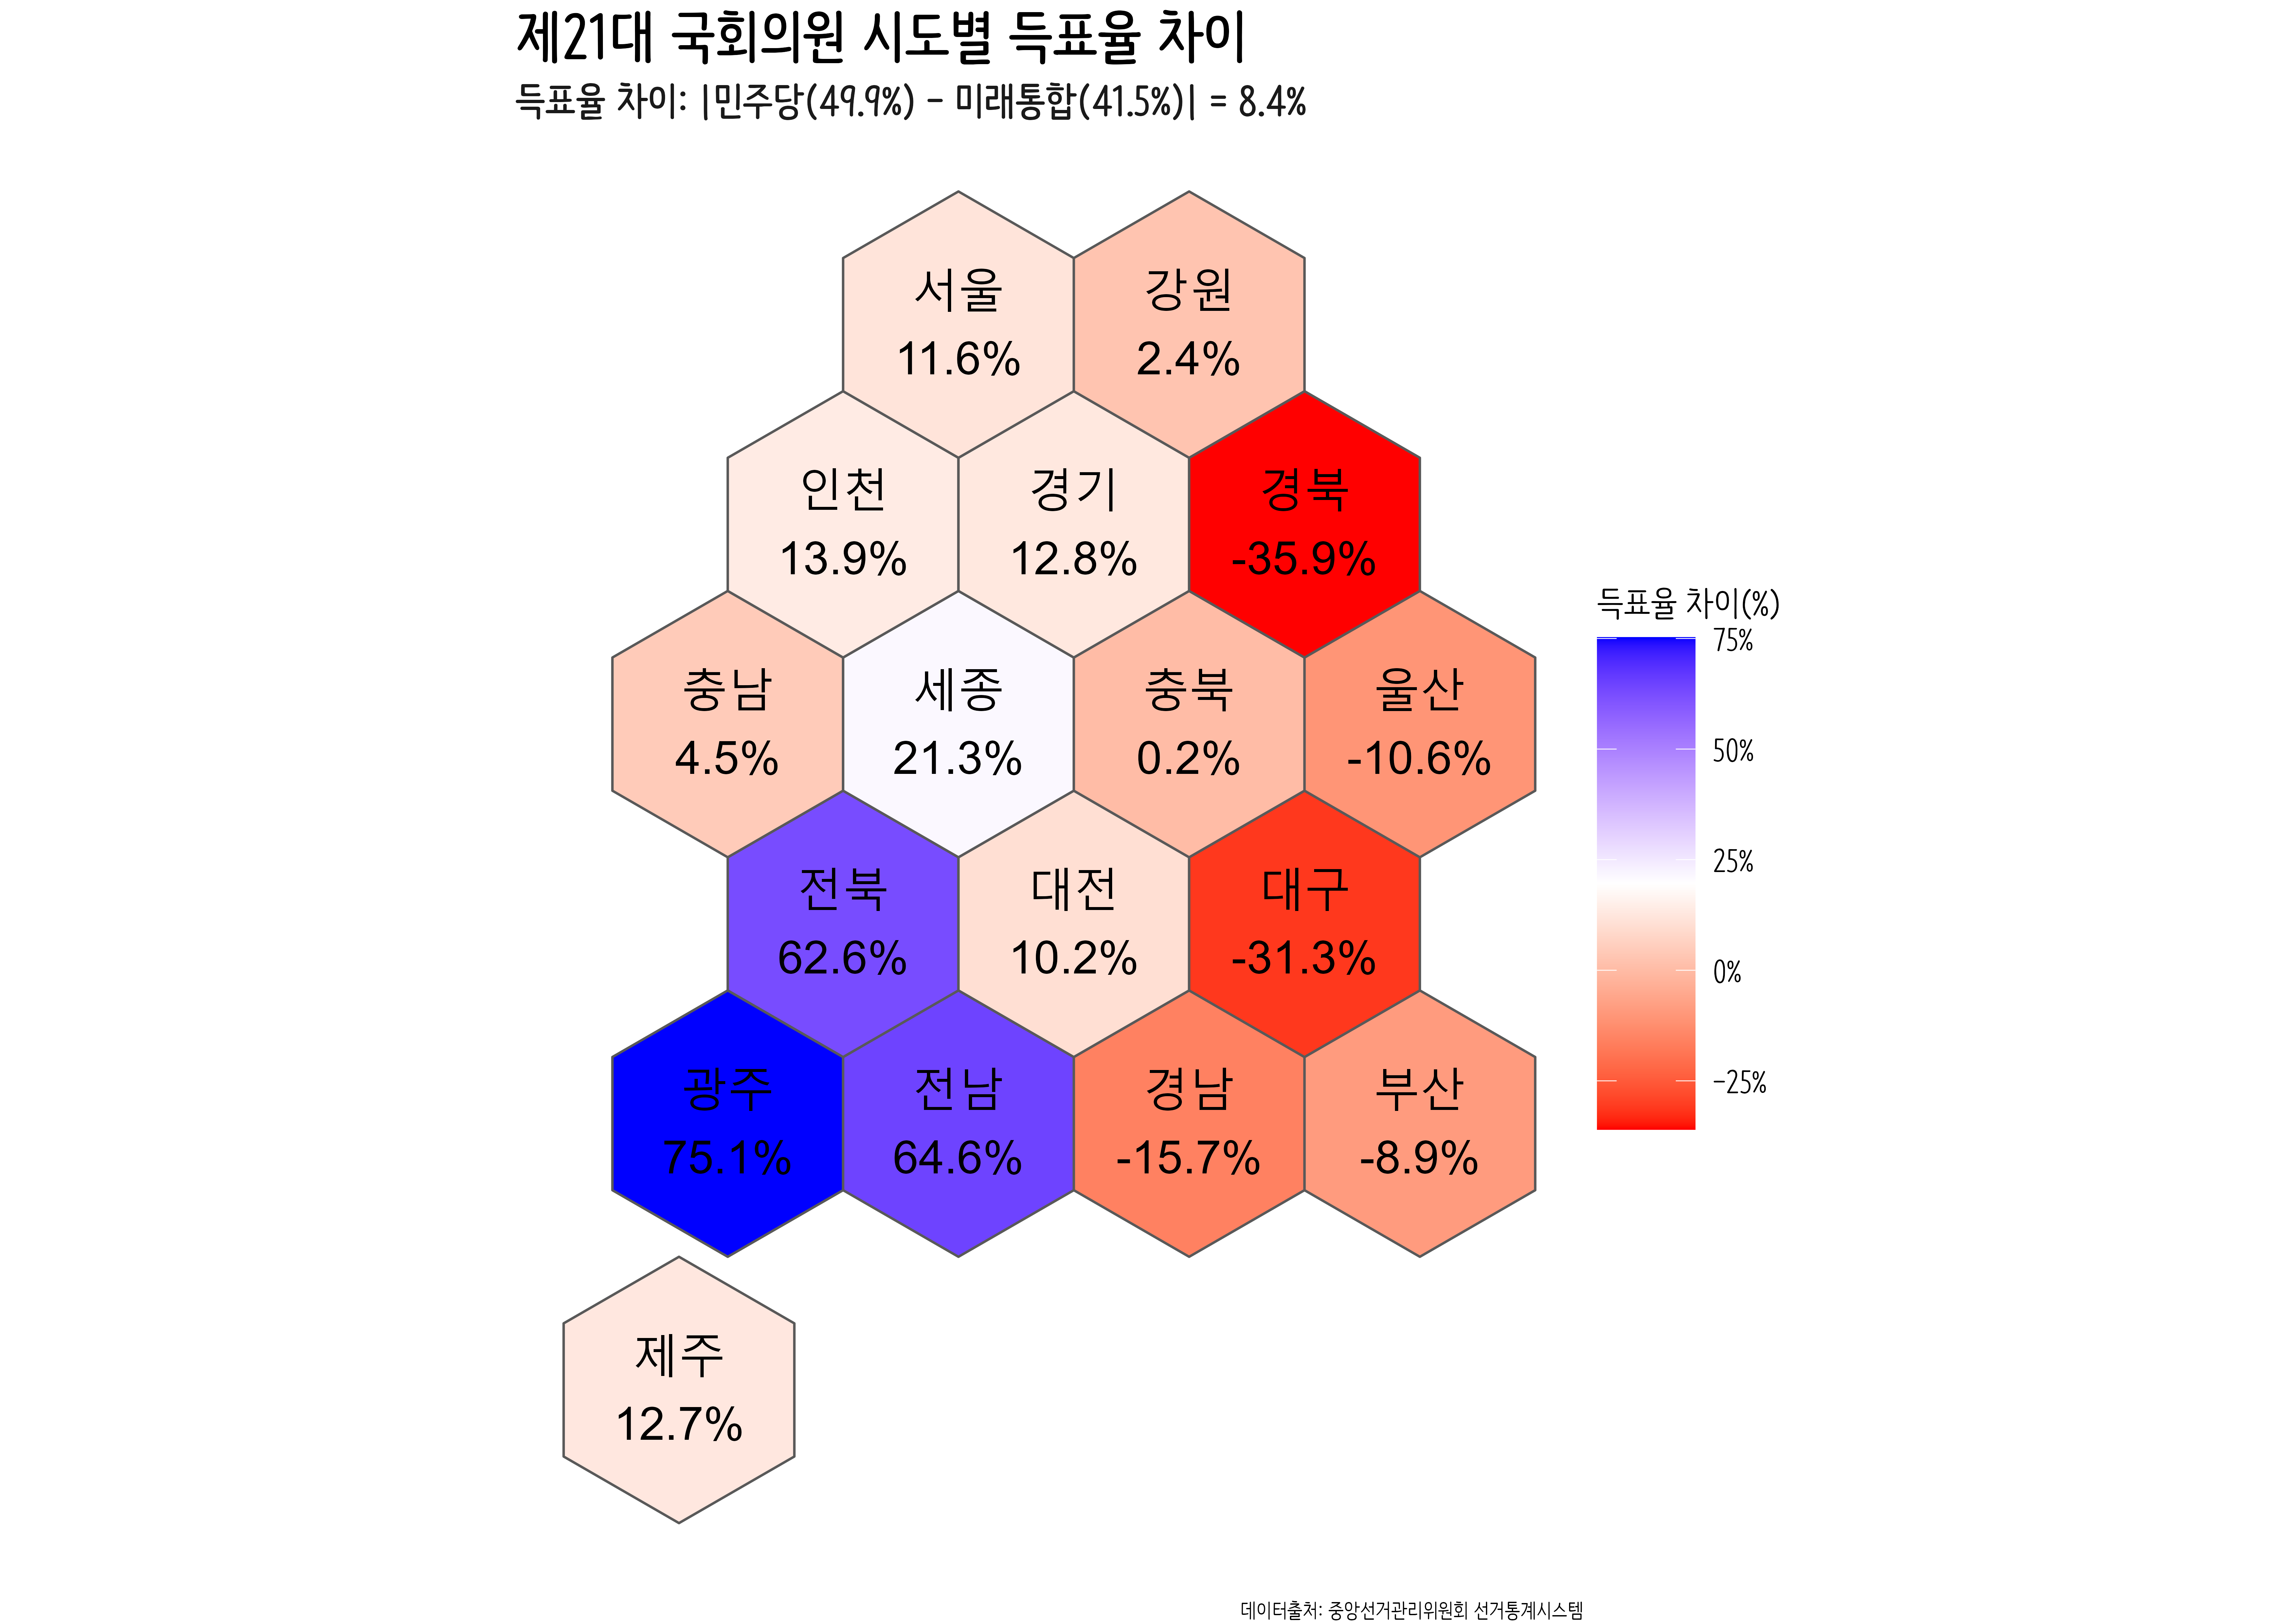 제21대 국회의원 시도별 득표율 차이
득표율 차이: |민주당(49.9%) - 미래통합(41.5%)| = 8.4%
서울
11.6%
강원
2.4%
인천
13.9%
경기
12.8%
경북
-35.9%
충남
4.5%
세종
21.3%
충북
0.2%
울산
-10.6%
전북
62.6%
대전
10.2%
대구
-31.3%
광주
75.1%
전남
64.6%
경남
-15.7%
부산
-8.9%
제주
12.7%
득표율 차이(%)
75%
50%
25%
0%
-25%
데이터출처: 중앙선거관리위원회 선거통계시스템